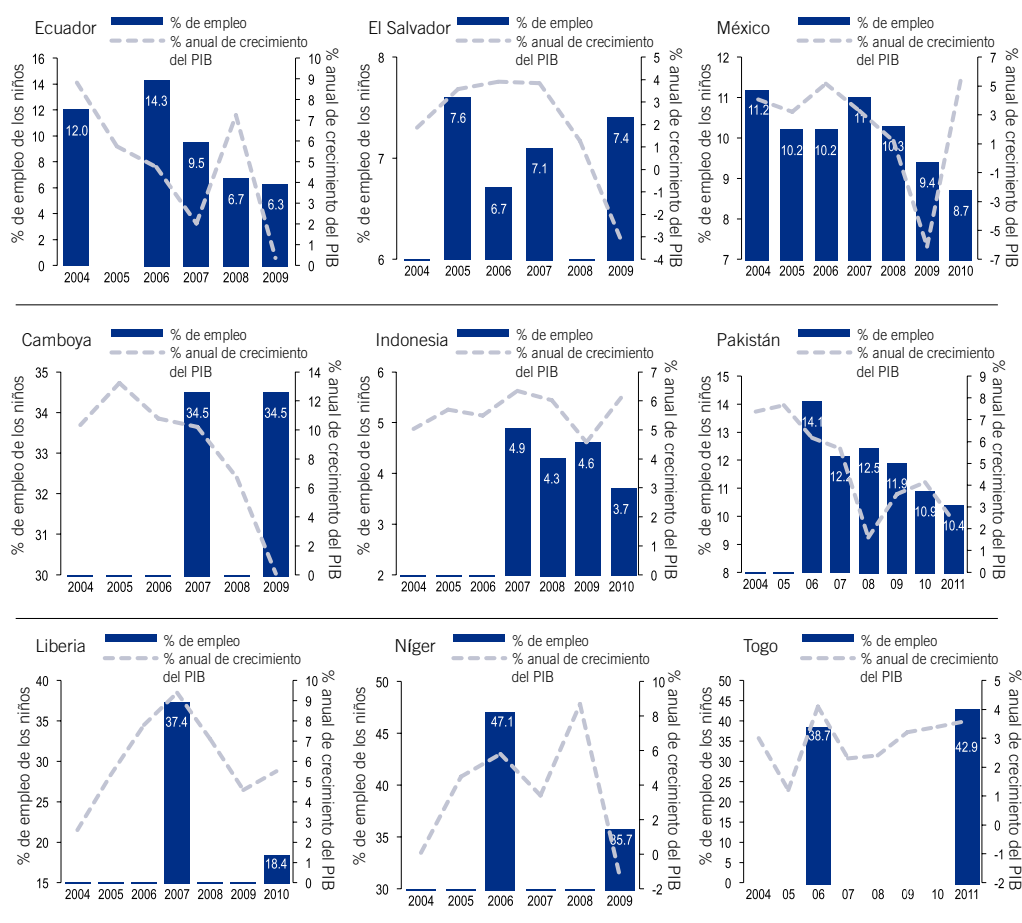 Ecuador
% de empleo
% anual de crecimiento
del PIB
% de empleo de los niños
% anual de crecimiento del PIB
16
14
12
10
8
6
4
2
0
10
9
8
7
6
5
4
3
2
1
0
12.0
14.3
9.5
6.7
6.3
2004 2005 2006 2007 2008 2009
El Salvador
% de empleo
% anual de crecimiento
del PIB
% de empleo de los niños
% anual de crecimiento del PIB
8
7
6
5
4
3
2
1
0
-1
-2
-3
-4
7.6
6.7
7.1
7.4
2004 2005 2006 2007 2008 2009
México
% de empleo
% anual de crecimiento
del PIB
% de empleo de los niños
% anual de crecimiento del PIB
12
11
10
9
8
7
7
5
3
1
-1
-3
-5
-7
11.2
10.2
10.2
11
10.3
9.4
8.7
2004 2005 2006 2007 2008 2009 2010
Camboya
% de empleo
% anual de crecimiento
del PIB
% de empleo de los niños
% anual de crecimiento del PIB
35
34
33
32
31
30
14
12
10
8
6
4
2
0
34.5
34.5
2004 2005 2006 2007 2008 2009
Indonesia
% de empleo
% anual de crecimiento
del PIB
% de empleo de los niños
% anual de crecimiento del PIB
6
5
4
3
2
7
6
5
4
3
2
1
0
4.9
4.3
4.6
3.7
2004 2005 2006 2007 2008 2009 2010
Pakistán
% de empleo
% anual de crecimiento
del PIB
% de empleo de los niños
% anual de crecimiento del PIB
15
14
13
12
11
10
9
8
9
8
7
6
5
4
3
2
1
0
14.1
12.2
12.5
11.9
10.9
10.4
2004 05 06 07 08 09 10 2011
Liberia
% de empleo
% anual de crecimiento
del PIB
% de empleo de los niños
% anual de crecimiento del PIB
40
35
30
25
20
15
10
9
8
7
6
5
4
3
2
1
0
37.4
18.4
2004 2005 2006 2007 2008 2009 2010
Níger
% de empleo
% anual de crecimiento
del PIB
% de empleo de los niños
% anual de crecimiento del PIB
50
45
40
35
30
10
8
6
4
2
0
-2
47.1
35.7
2004 2005 2006 2007 2008 2009
Togo
% de empleo
% anual de crecimiento
del PIB
% de empleo de los niños
% anual de crecimiento del PIB
50
45
40
35
30
25
20
15
10
5
0
5
4
3
2
1
0
-1
-2
38.7
42.9
2004 05 06 07 08 09 10 2011